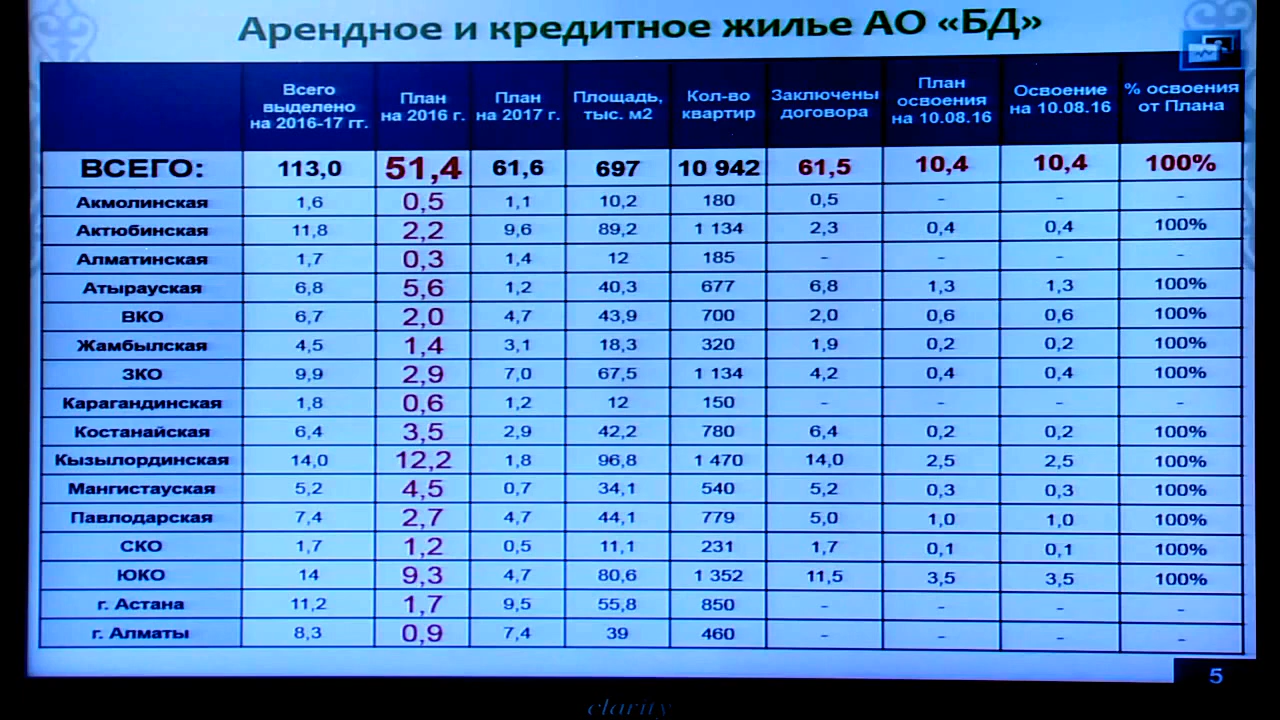 Арендное и кредитное жилье АО «БД»
Всего выделено на 2016-17 гг. План на 2016 г. План на 2017 г. Площадь, тыс. м2 Кол-во квартир Заключены договора План освоения на 10.08.16 Освоение на 10.08.16 % освоения от Плана
ВСЕГО: 113,0 51,4 61,6 697 10 942 61,5 10,4 10,4 100%
Акмолинская 1,6 0,5 1,1 10,2 180 0,5 - - -
Актюбинская 11,8 2,2 9,6 89,2 1 134 2,3 0,4 0,4 100%
Алматинская 1,7 0,3 1,4 12 185 - - - -
Атырауская 6,8 5,6 1,2 40,3 677 6,8 1,3 1,3 100%
ВКО 6,7 2,0 4,7 43,9 700 2,0 0,6 0,6 100%
Жамбылская 4,5 1,4 3,1 18,3 320 1,9 0,2 0,2 100%
ЗКО 9,9 2,9 7,0 67,5 1 134 4,2 0,4 0,4 100%
Карагандинская 1,8 0,6 1,2 12 150 - - - -
Костанайская 6,4 3,5 2,9 42,2 780 6,4 0,2 0,2 100%
Кызылординская 14,0 12,2 1,8 96,8 1 470 14,0 2,5 2,5 100%
Мангистауская 5,2 4,5 0,7 34,1 540 5,2 0,3 0,3 100%
Павлодарская 7,4 2,7 4,7 44,1 779 5,0 1,0 1,0 100%
СКО 1,7 1,2 0,5 11,1 231 1,7 0,1 0,1 100%
ЮКО 14 9,3 4,7 80,6 1 352 11,5 3,5 3,5 100%
г. Астана 11,2 1,7 9,5 55,8 850 - - - -
г. Алматы 8,3 0,9 7,4 39 460 - - - -
5
clarity